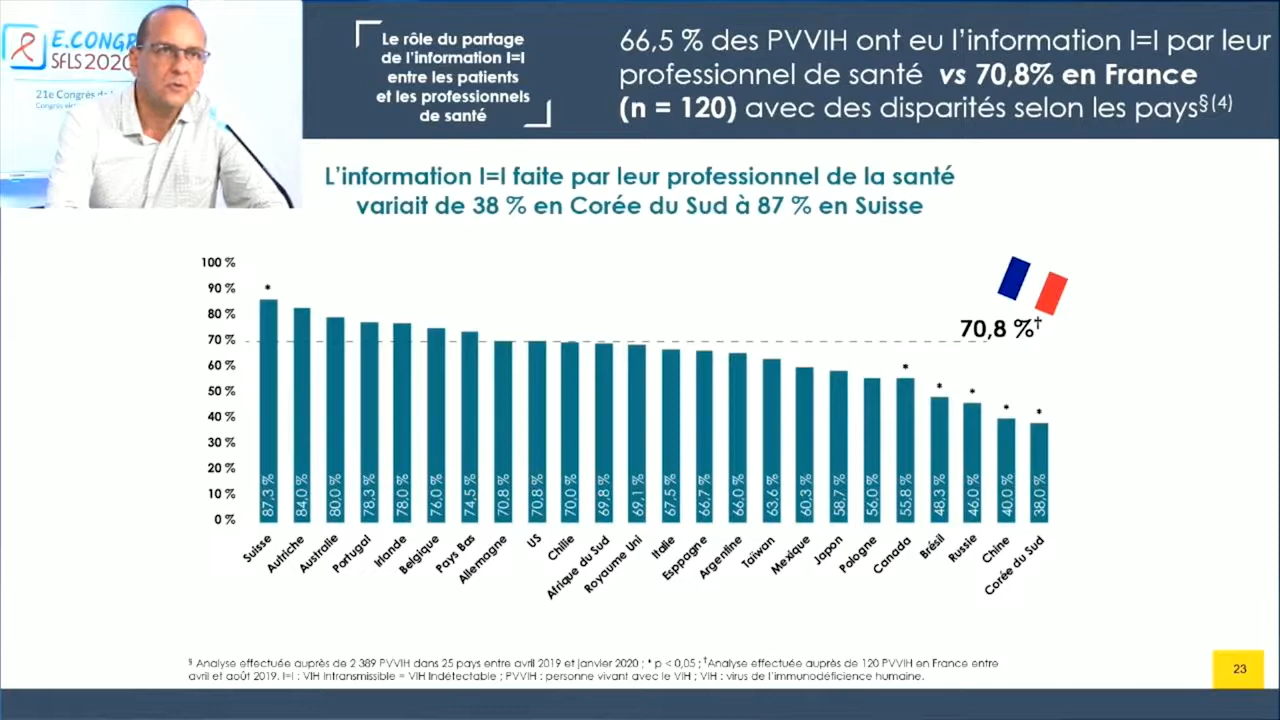 E.CONGR
SFLS 2020
21e Congrès de
Le rôle du partage
de l'information I=I
entre les patients
et les professionnels
de santé
66,5 % des PVVIH ont eu l'information I=I par leur
professionnel de santé vs 70,8% en France
(n = 120) avec des disparités selon les pays§(4)
L'information I=I faite par leur professionnel de la santé
variait de 38 % en Corée du Sud à 87 % en Suisse
100 %
90 %
80 %
70 %
60 %
50 %
40 %
30 %
20 %
10 %
0 %
*
*
*
*
*
*
70,8 %†
87,3 %
84,0 %
80,0 %
78,3 %
78,0 %
76,0 %
74,5 %
70,8 %
70,8 %
70,0 %
69,8 %
69,1 %
67,5 %
66,7 %
66,0 %
63,6 %
60,3 %
58,7 %
56,0 %
55,8 %
48,3 %
46,0 %
40,0 %
38,0 %
Suisse
Autriche
Australie
Portugal
Irlande
Belgique
Pays Bas
Allemagne
US
Chilie
Afrique du Sud
Royaume Uni
Italie
Esppagne
Argentine
Taïwan
Mexique
Japon
Pologne
Canada
Brésil
Russie
Chine
Corée du Sud
§ Analyse effectuée auprès de 2 389 PVVIH dans 25 pays entre avril 2019 et janvier 2020 ; * p < 0,05 ; †Analyse effectuée auprès de 120 PVVIH en France entre
avril et août 2019. I=I : VIH Intransmissible = VIH Indétectable ; PVVIH : personne vivant avec le VIH ; VIH : virus de l'immunodéficience humaine.
23